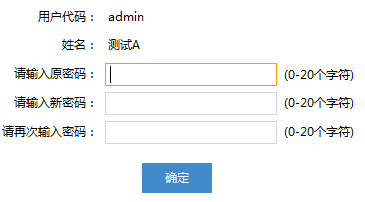 用户代码： admin
姓名： 测试A
请输入原密码： (0-20个字符)
请输入新密码： (0-20个字符)
请再次输入密码： (0-20个字符)
确定